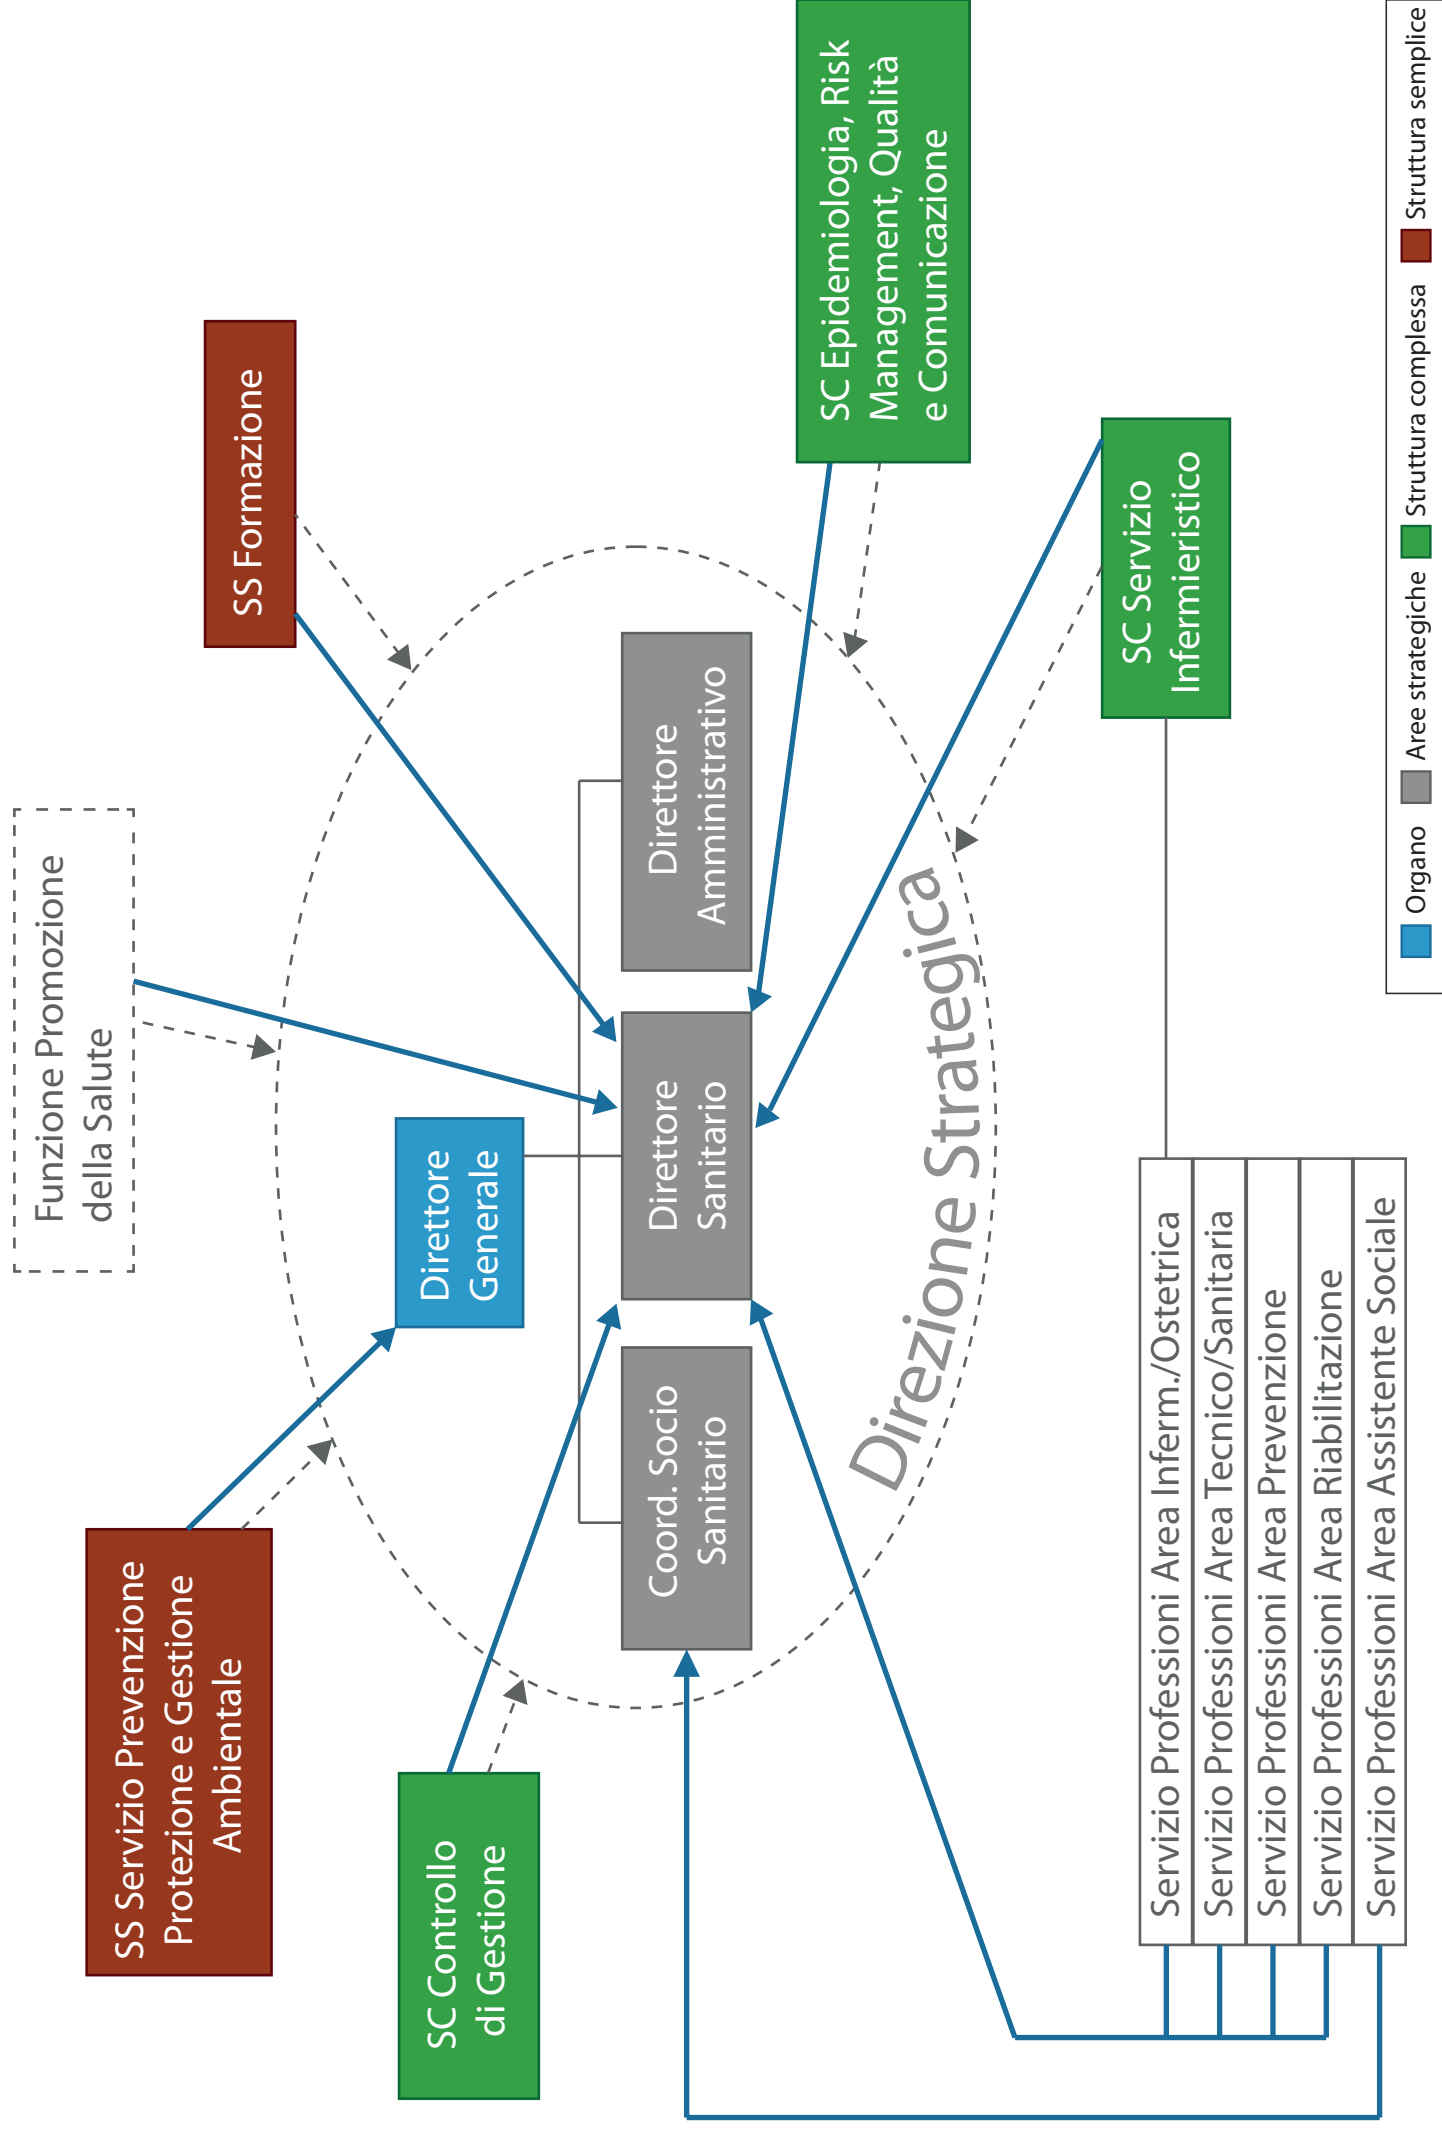 Funzione Promozione
della Salute
SS Servizio Prevenzione
Protezione e Gestione
Ambientale
SS Formazione
SC Controllo
di Gestione
Direttore
Generale
Coord. Socio
Sanitario
Direttore
Sanitario
Direttore
Amministrativo
Direzione Strategica
SC Epidemiologia, Risk
Management, Qualità
e Comunicazione
SC Servizio
Infermieristico
Servizio Professioni Area Inferm./Ostetrica
Servizio Professioni Area Tecnico/Sanitaria
Servizio Professioni Area Prevenzione
Servizio Professioni Area Riabilitazione
Servizio Professioni Area Assistente Sociale
Organo
Aree strategiche
Struttura complessa
Struttura semplice